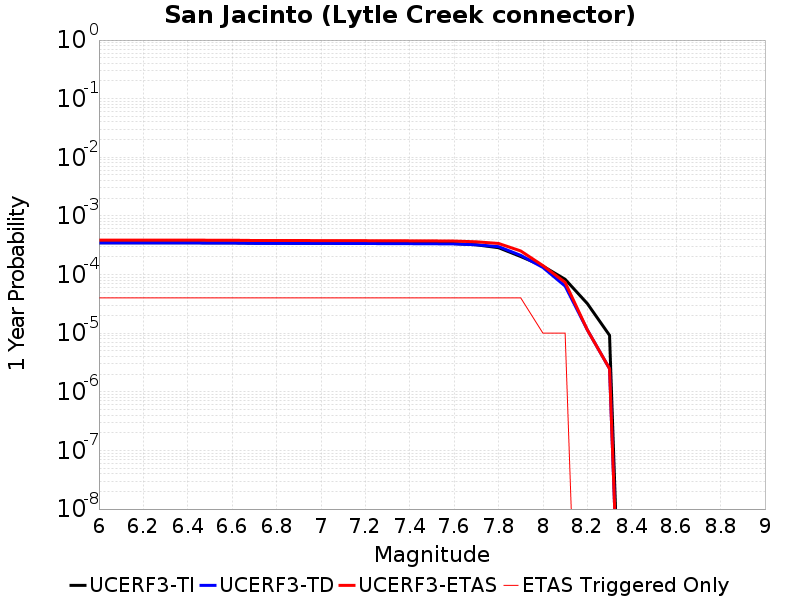 San Jacinto (Lytle Creek connector)
10^0
10^-1
10^-2
10^-3
10^-4
10^-5
10^-6
10^-7
10^-8
1 Year Probability
6 6.2 6.4 6.6 6.8 7 7.2 7.4 7.6 7.8 8 8.2 8.4 8.6 8.8 9
Magnitude
UCERF3-TI UCERF3-TD UCERF3-ETAS ETAS Triggered Only